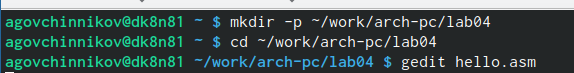 agovchinnikov@dk8n81 ~ $ mkdir -p ~/work/arch-pc/lab04
agovchinnikov@dk8n81 ~ $ cd ~/work/arch-pc/lab04
agovchinnikov@dk8n81 ~/work/arch-pc/lab04 $ gedit hello.asm